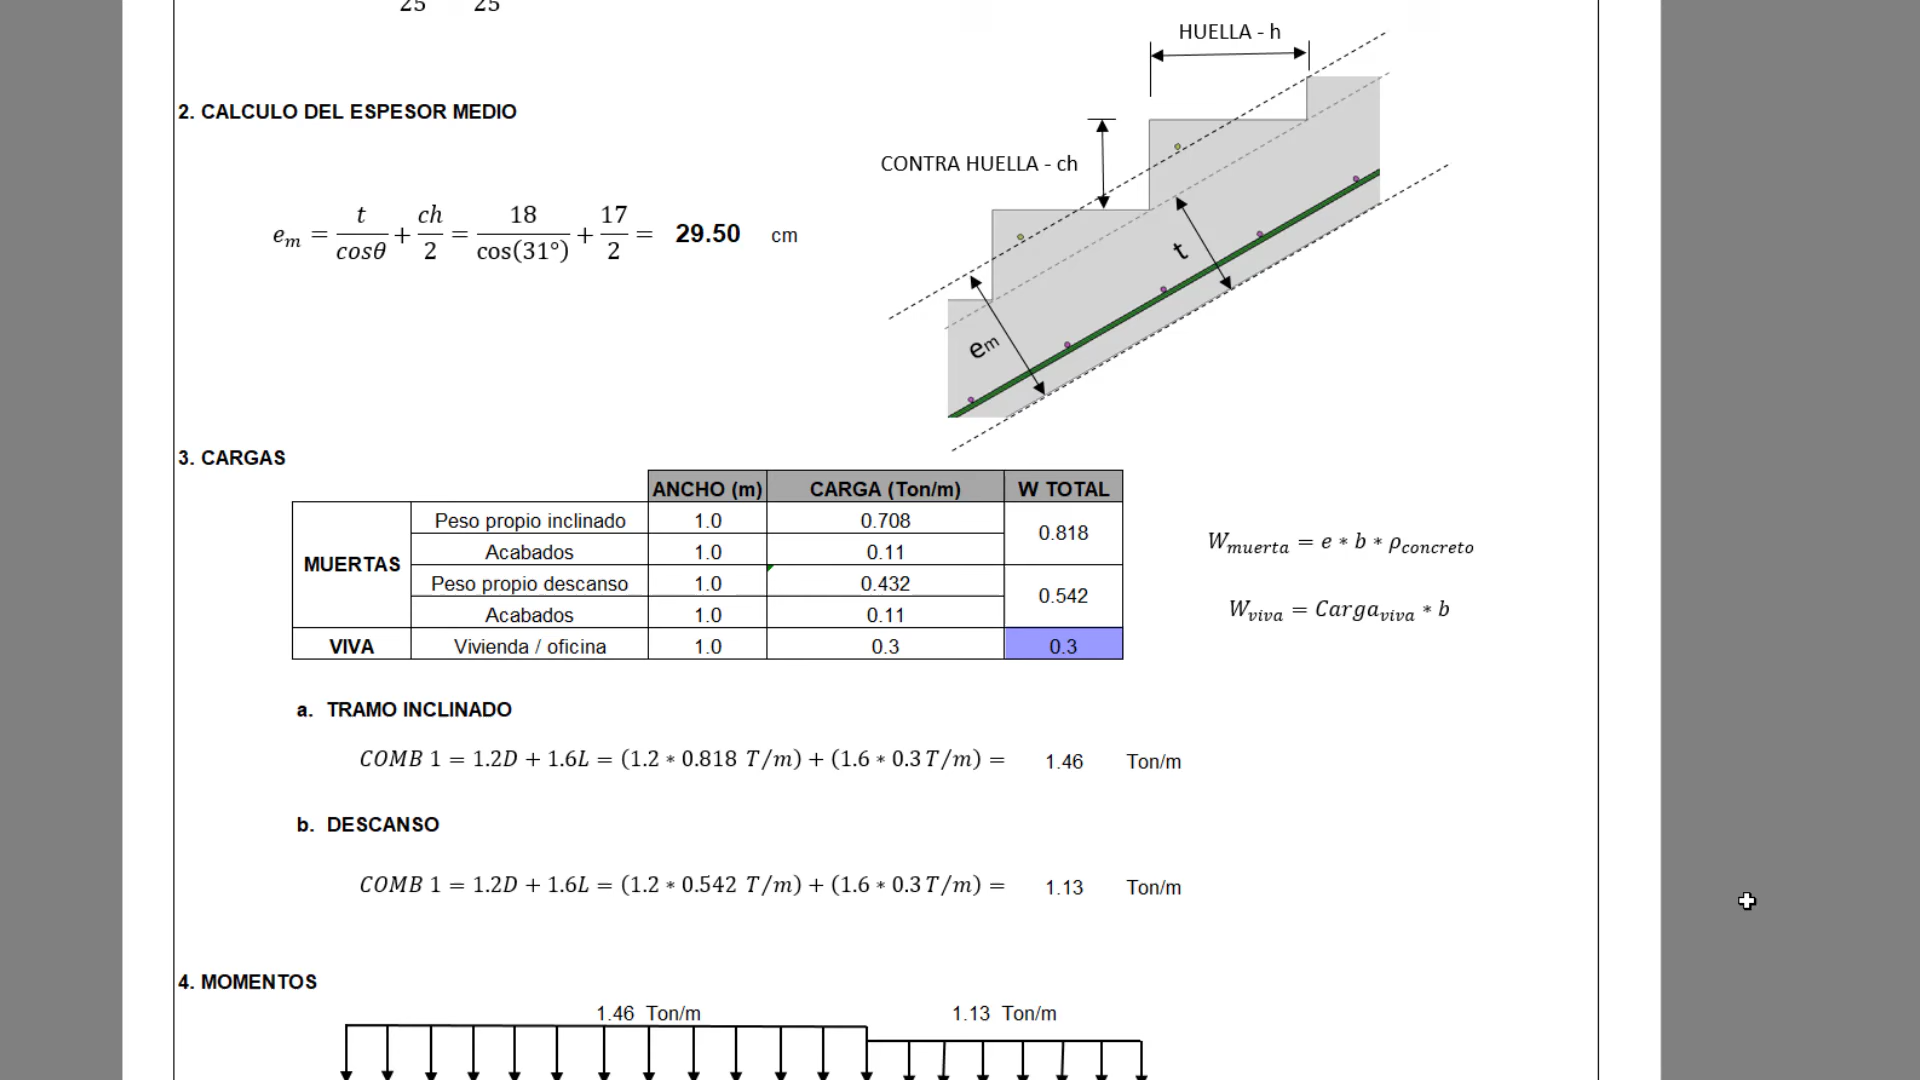 25 25
HUELLA - h
2. CALCULO DEL ESPESOR MEDIO
CONTRA HUELLA - ch
e_m = t/cosθ + ch/2 = 18/cos(31°) + 17/2 = 29.50 cm
t
em
3. CARGAS
ANCHO (m) CARGA (Ton/m) W TOTAL
MUERTAS Peso propio inclinado 1.0 0.708 0.818
Acabados 1.0 0.11
Peso propio descanso 1.0 0.432 0.542
Acabados 1.0 0.11
VIVA Vivienda / oficina 1.0 0.3 0.3
W_muerta = e * b * ρ_concreto
W_viva = Carga_viva * b
a. TRAMO INCLINADO
COMB 1 = 1.2D + 1.6L = (1.2 * 0.818 T/m) + (1.6 * 0.3 T/m) = 1.46 Ton/m
b. DESCANSO
COMB 1 = 1.2D + 1.6L = (1.2 * 0.542 T/m) + (1.6 * 0.3 T/m) = 1.13 Ton/m
4. MOMENTOS
1.46 Ton/m 1.13 Ton/m